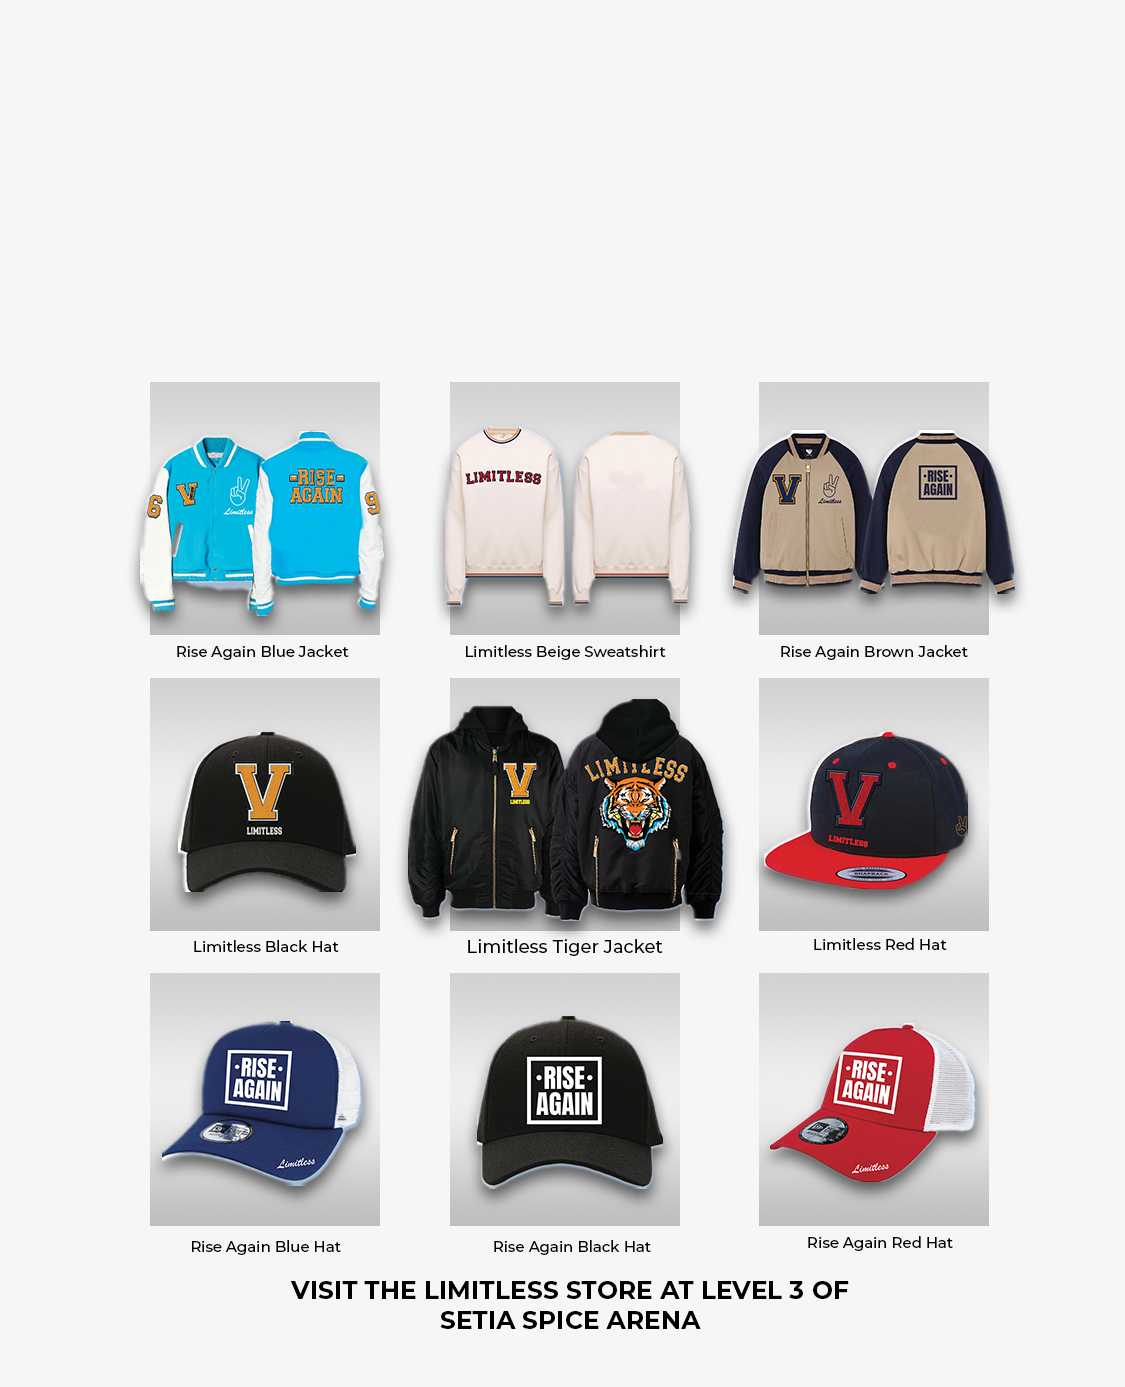 6
V
Limitless
RISE
AGAIN
9
LIMITLESS
V
Limitless
RISE
AGAIN
Rise Again Blue Jacket
Limitless Beige Sweatshirt
Rise Again Brown Jacket
V
LIMITLESS
V
LIMITLESS
LIMITLESS
V
LIMITLESS
SNAPBACK
Limitless Black Hat
Limitless Tiger Jacket
Limitless Red Hat
RISE
AGAIN
Limitless
RISE
AGAIN
RISE
AGAIN
Limitless
Rise Again Blue Hat
Rise Again Black Hat
Rise Again Red Hat
VISIT THE LIMITLESS STORE AT LEVEL 3 OF
SETIA SPICE ARENA